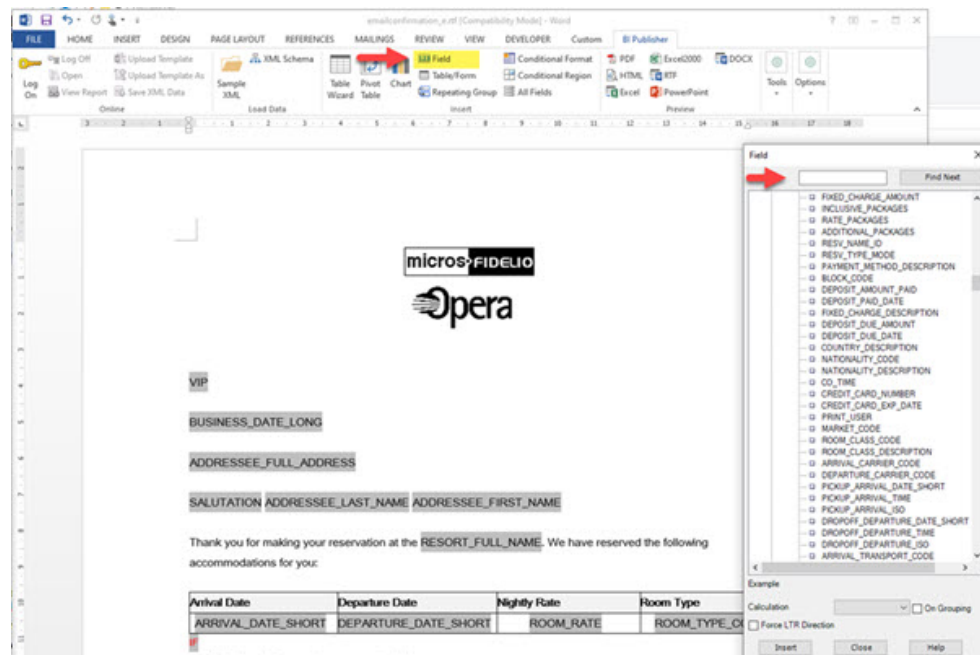 emailconfirmation_e.rtf [Compatibility Mode] - Word
FILE HOME INSERT DESIGN PAGE LAYOUT REFERENCES MAILINGS REVIEW VIEW DEVELOPER Custom BI Publisher
Log On
Log Off
Open
View Report
Upload Template
Upload Template As
Save XML Data
Online
Sample XML
XML Schema
Load Data
Table Wizard
Pivot Table
Chart
Field
Table/Form
Repeating Group
Conditional Format
Conditional Region
All Fields
Insert
PDF Excel2000 DOCX
HTML RTF
Excel PowerPoint
Preview
Tools
Options
micros FIDELIO
Opera
VIP
BUSINESS_DATE_LONG
ADDRESSEE_FULL_ADDRESS
SALUTATION ADDRESSEE_LAST_NAME ADDRESSEE_FIRST_NAME
Thank you for making your reservation at the RESORT_FULL_NAME. We have reserved the following
accommodations for you:
Arrival Date Departure Date Nightly Rate Room Type
ARRIVAL_DATE_SHORT DEPARTURE_DATE_SHORT ROOM_RATE ROOM_TYPE_CO
Field
Find Next
FIXED_CHARGE_AMOUNT
INCLUSIVE_PACKAGES
RATE_PACKAGES
ADDITIONAL_PACKAGES
RESV_NAME_ID
RESV_TYPE_MODE
PAYMENT_METHOD_DESCRIPTION
BLOCK_CODE
DEPOSIT_AMOUNT_PAID
DEPOSIT_PAID_DATE
FIXED_CHARGE_DESCRIPTION
DEPOSIT_DUE_AMOUNT
DEPOSIT_DUE_DATE
COUNTRY_DESCRIPTION
NATIONALITY_CODE
NATIONALITY_DESCRIPTION
CO_TIME
CREDIT_CARD_NUMBER
CREDIT_CARD_EXP_DATE
PRINT_USER
MARKET_CODE
ROOM_CLASS_CODE
ROOM_CLASS_DESCRIPTION
ARRIVAL_CARRIER_CODE
DEPARTURE_CARRIER_CODE
PICKUP_ARRIVAL_DATE_SHORT
PICKUP_ARRIVAL_TIME
PICKUP_ARRIVAL_ISO
DROPOFF_DEPARTURE_DATE_SHORT
DROPOFF_DEPARTURE_TIME
DROPOFF_DEPARTURE_ISO
ARRIVAL_TRANSPORT_CODE
Example
Calculation
On Grouping
Force LTR Direction
Insert Close Help